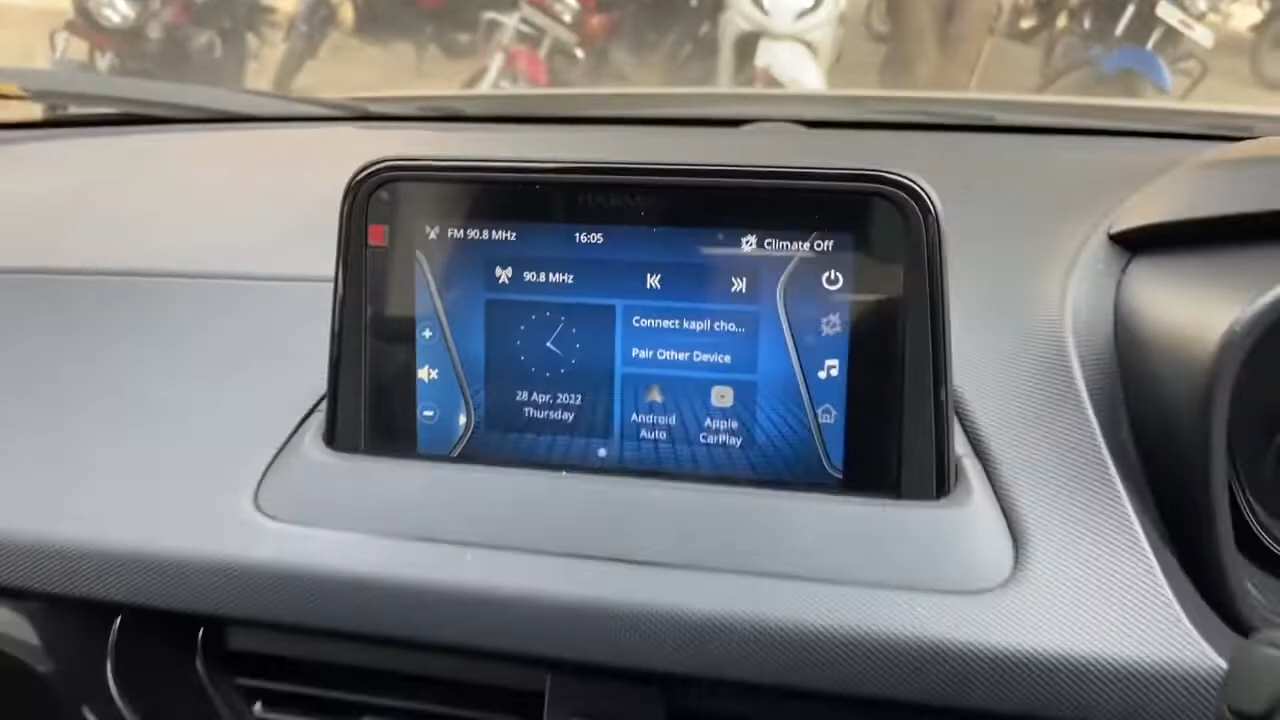 FM 90.8 MHz
16:05
Climate Off
90.8 MHz
Connect kapil cho...
Pair Other Device
28 Apr, 2022
Thursday
Android
Auto
Apple
CarPlay